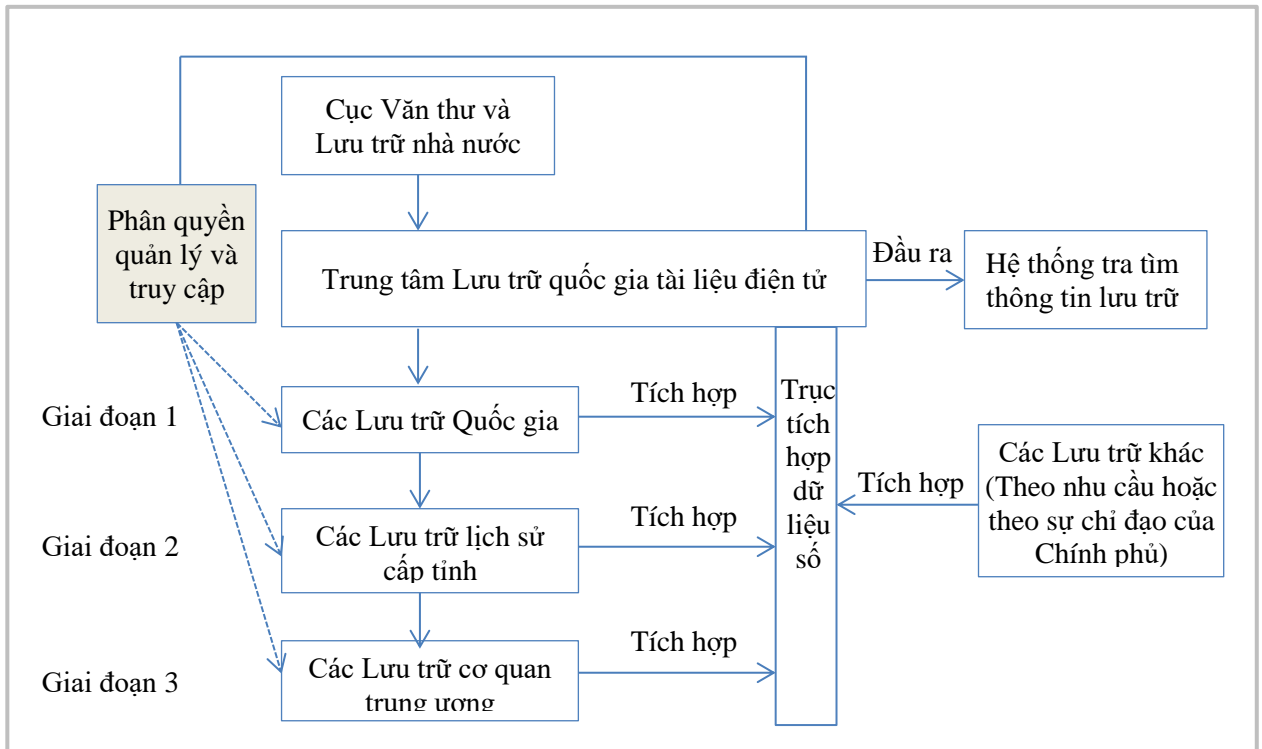 Cục Văn thư và
Lưu trữ nhà nước
Phân quyền
quản lý và
truy cập
Trung tâm Lưu trữ quốc gia tài liệu điện tử
Đầu ra
Hệ thống tra tìm
thông tin lưu trữ
Giai đoạn 1
Các Lưu trữ Quốc gia
Tích hợp
Trục
tích
hợp
dữ
liệu
số
Các Lưu trữ khác
(Theo nhu cầu hoặc
theo sự chỉ đạo của
Chính phủ)
Tích hợp
Giai đoạn 2
Các Lưu trữ lịch sử
cấp tỉnh
Tích hợp
Giai đoạn 3
Các Lưu trữ cơ quan
trung ương
Tích hợp